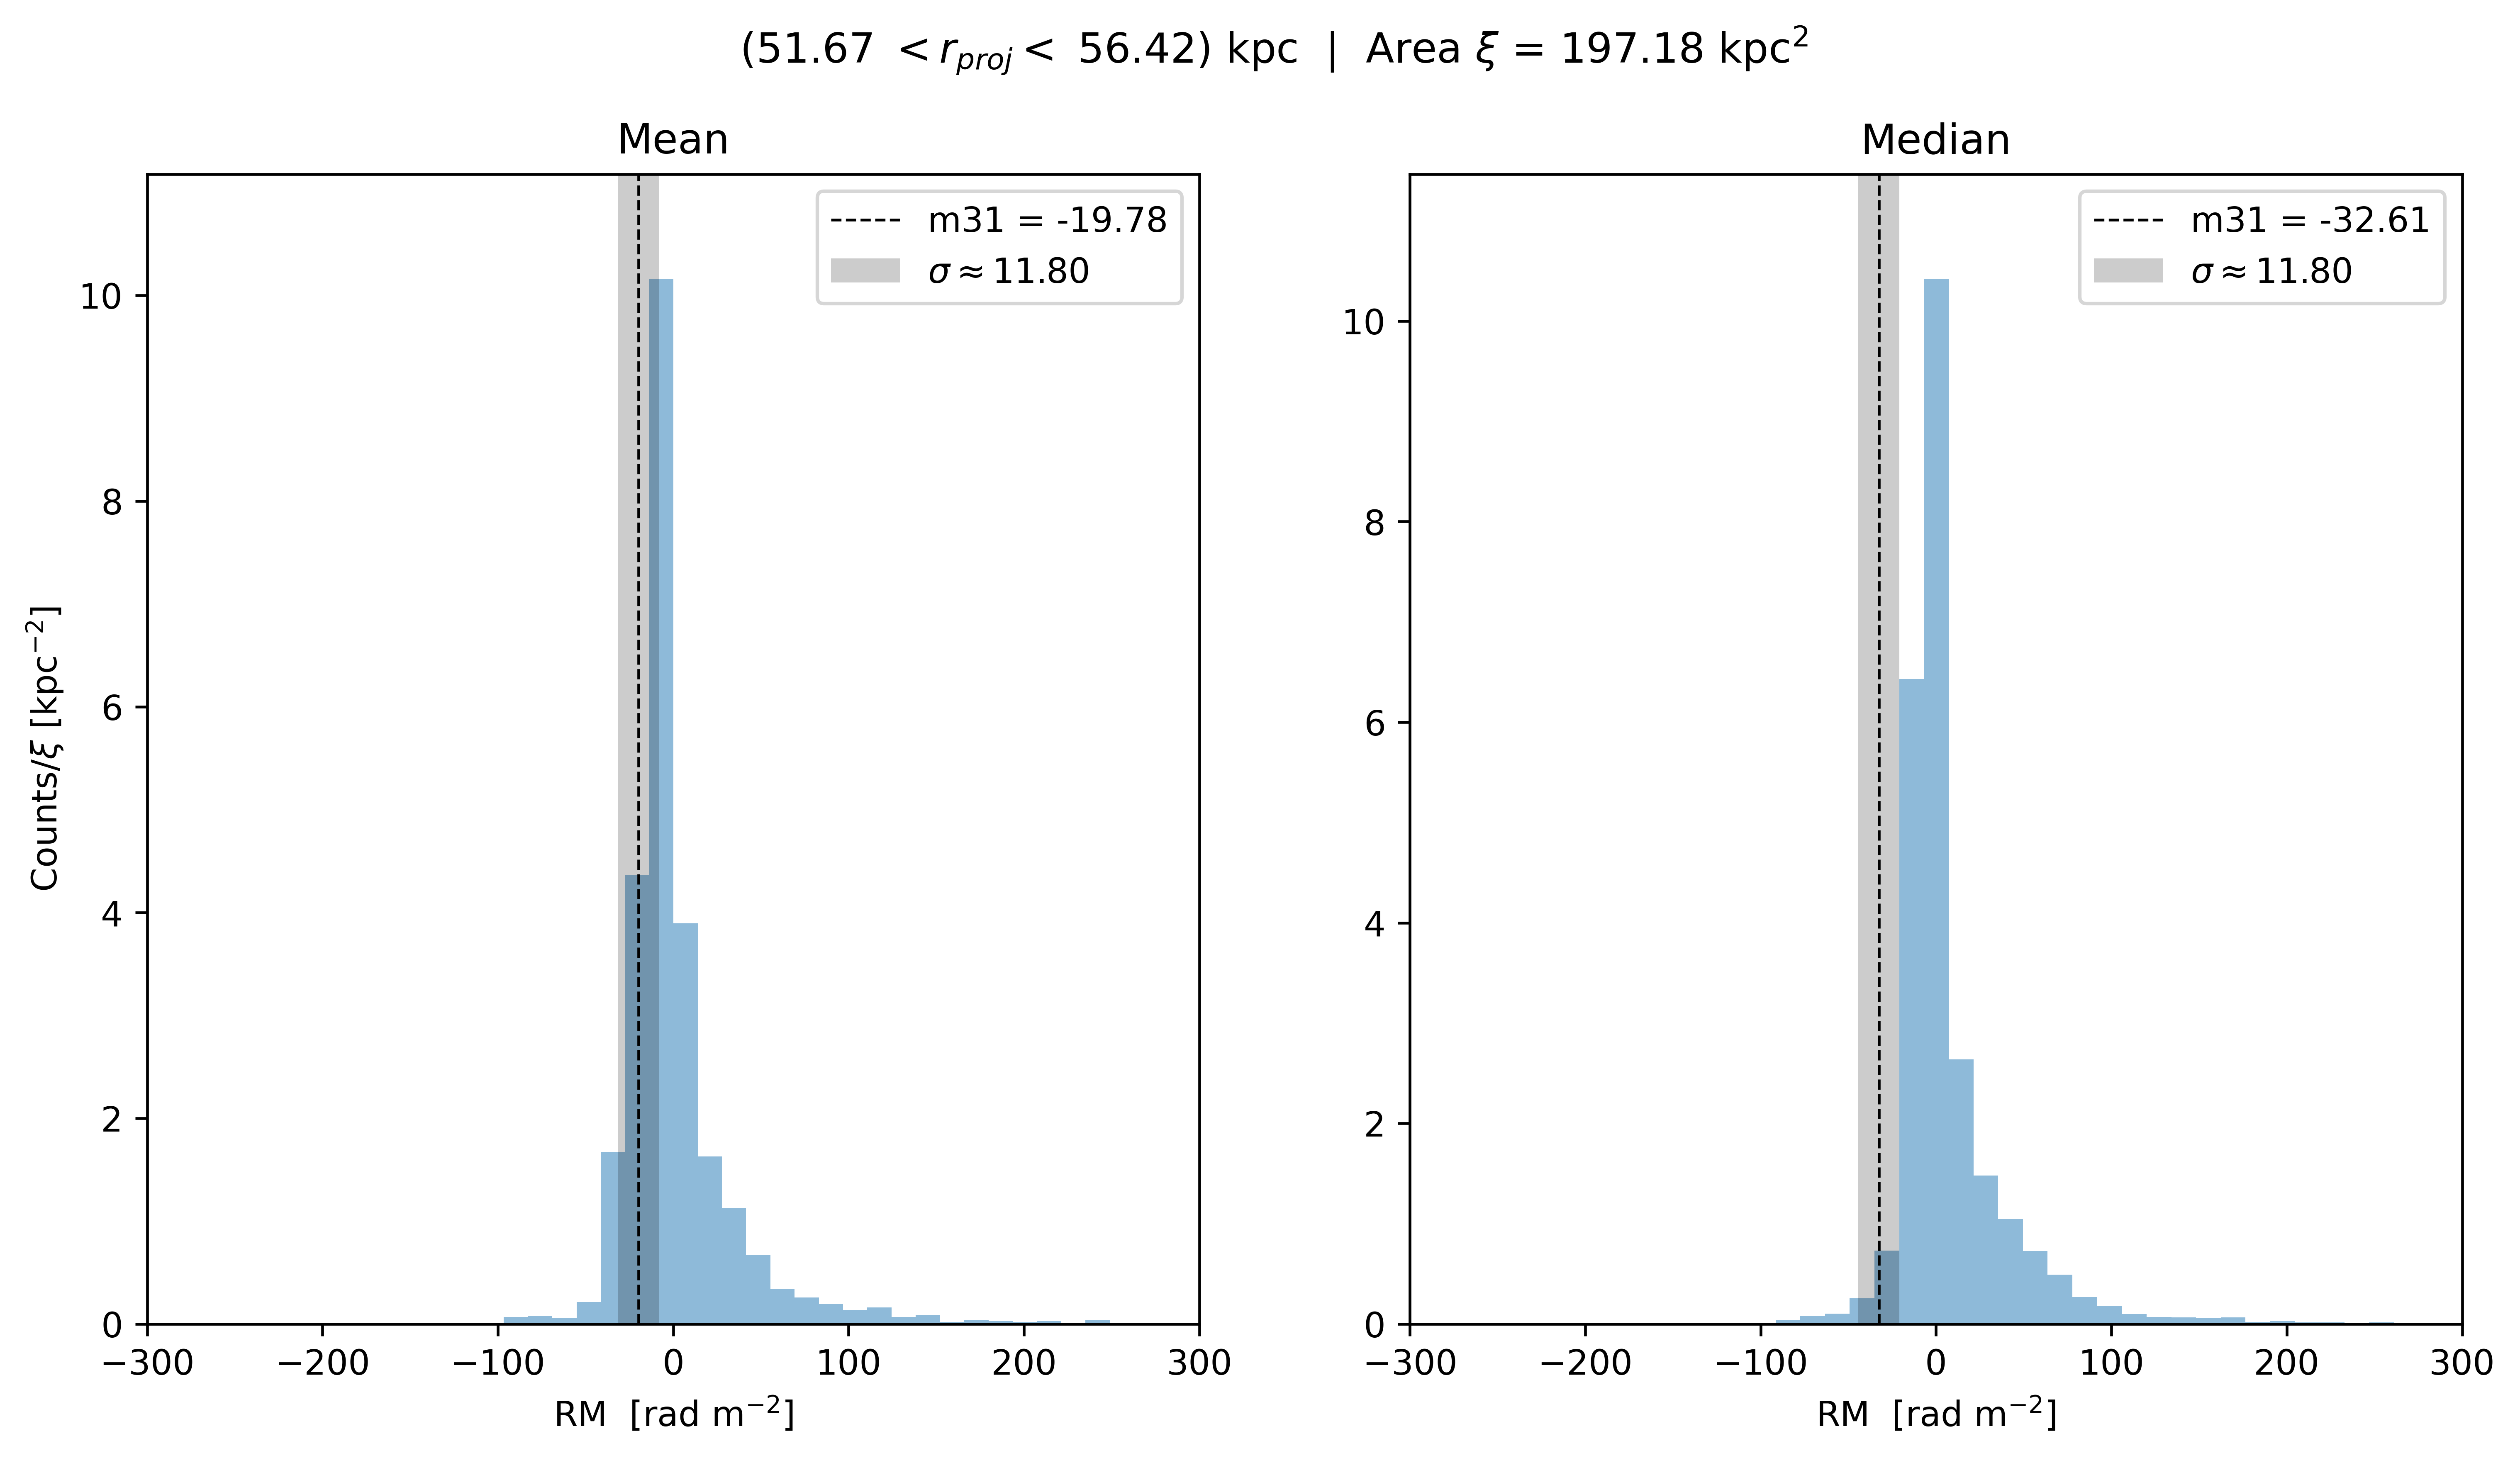 (51.67 < r_{proj} < 56.42) kpc | Area ξ = 197.18 kpc²
Mean
m31 = -19.78
σ ≈ 11.80
10
8
6
4
2
0
Counts/ξ [kpc⁻²]
−300 −200 −100 0 100 200 300
RM [rad m⁻²]
Median
m31 = -32.61
σ ≈ 11.80
10
8
6
4
2
0
−300 −200 −100 0 100 200 300
RM [rad m⁻²]